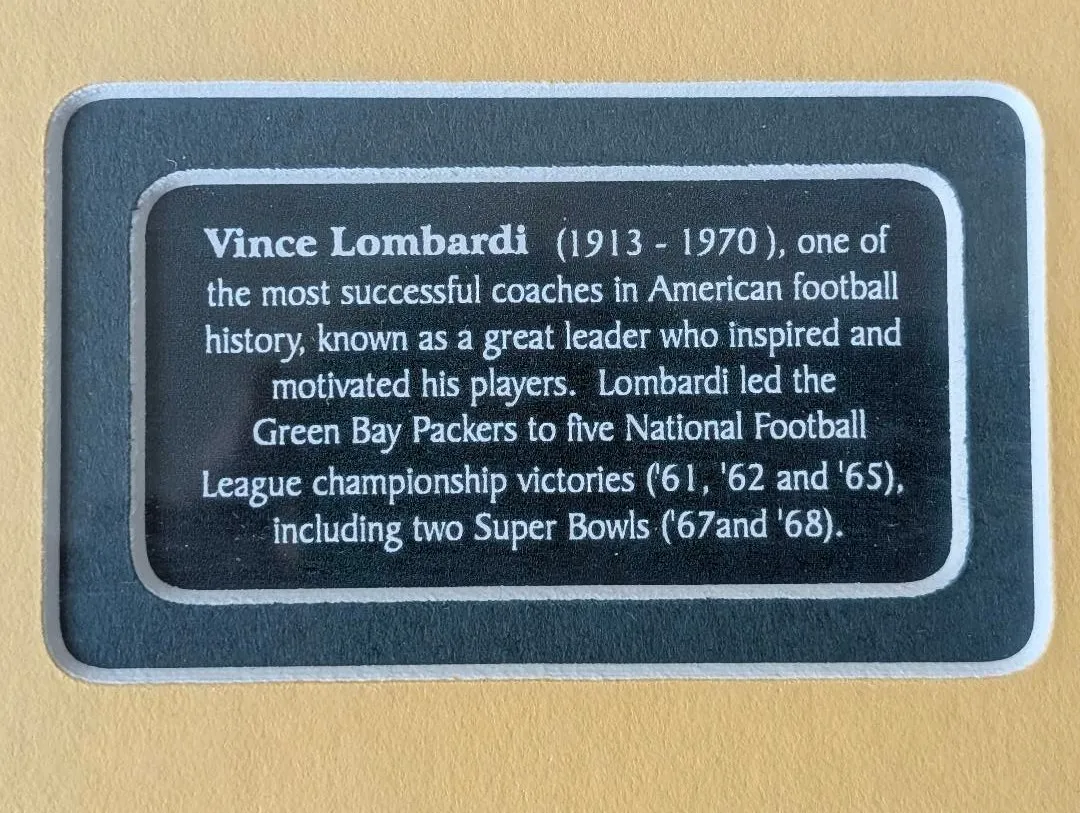 Vince Lombardi (1913 - 1970 ), one of
the most successful coaches in American football
history, known as a great leader who inspired and
motivated his players. Lombardi led the
Green Bay Packers to five National Football
League championship victories ('61, '62 and '65),
including two Super Bowls ('67and '68).